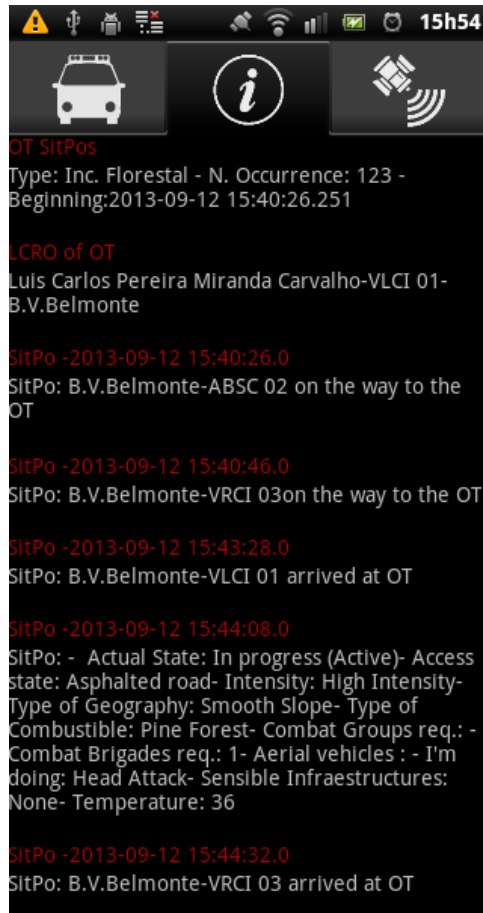 15h54
OT SitPos
Type: Inc. Florestal - N. Occurrence: 123 -
Beginning:2013-09-12 15:40:26.251
LCRO of OT
Luis Carlos Pereira Miranda Carvalho-VLCI 01-
B.V.Belmonte
SitPo -2013-09-12 15:40:26.0
SitPo: B.V.Belmonte-ABSC 02 on the way to the
OT
SitPo -2013-09-12 15:40:46.0
SitPo: B.V.Belmonte-VRCI 03on the way to the OT
SitPo -2013-09-12 15:43:28.0
SitPo: B.V.Belmonte-VLCI 01 arrived at OT
SitPo -2013-09-12 15:44:08.0
SitPo: -  Actual State: In progress (Active)- Access
state: Asphalted road- Intensity: High Intensity-
Type of Geography: Smooth Slope- Type of
Combustible: Pine Forest- Combat Groups req.: -
Combat Brigades req.: 1- Aerial vehicles : - I'm
doing: Head Attack- Sensible Infraestructures:
None- Temperature: 36
SitPo -2013-09-12 15:44:32.0
SitPo: B.V.Belmonte-VRCI 03 arrived at OT